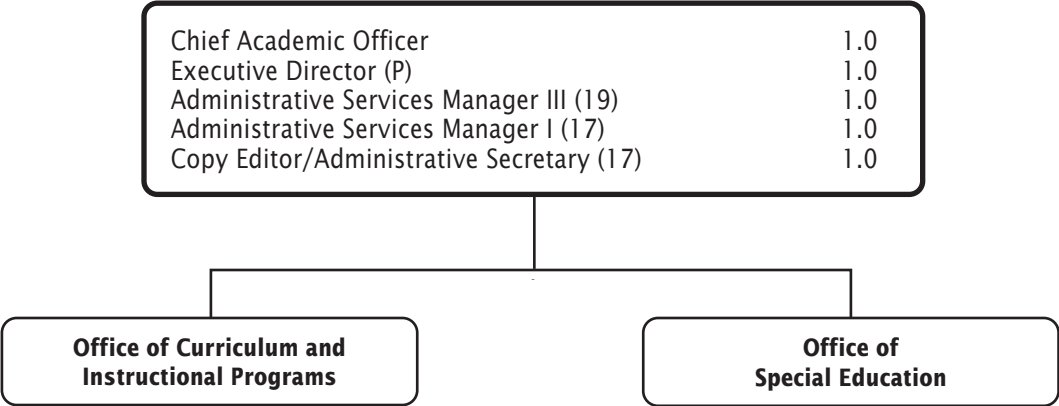 Chief Academic Officer 1.0
Executive Director (P) 1.0
Administrative Services Manager III (19) 1.0
Administrative Services Manager I (17) 1.0
Copy Editor/Administrative Secretary (17) 1.0
Office of Curriculum and
Instructional Programs
Office of
Special Education